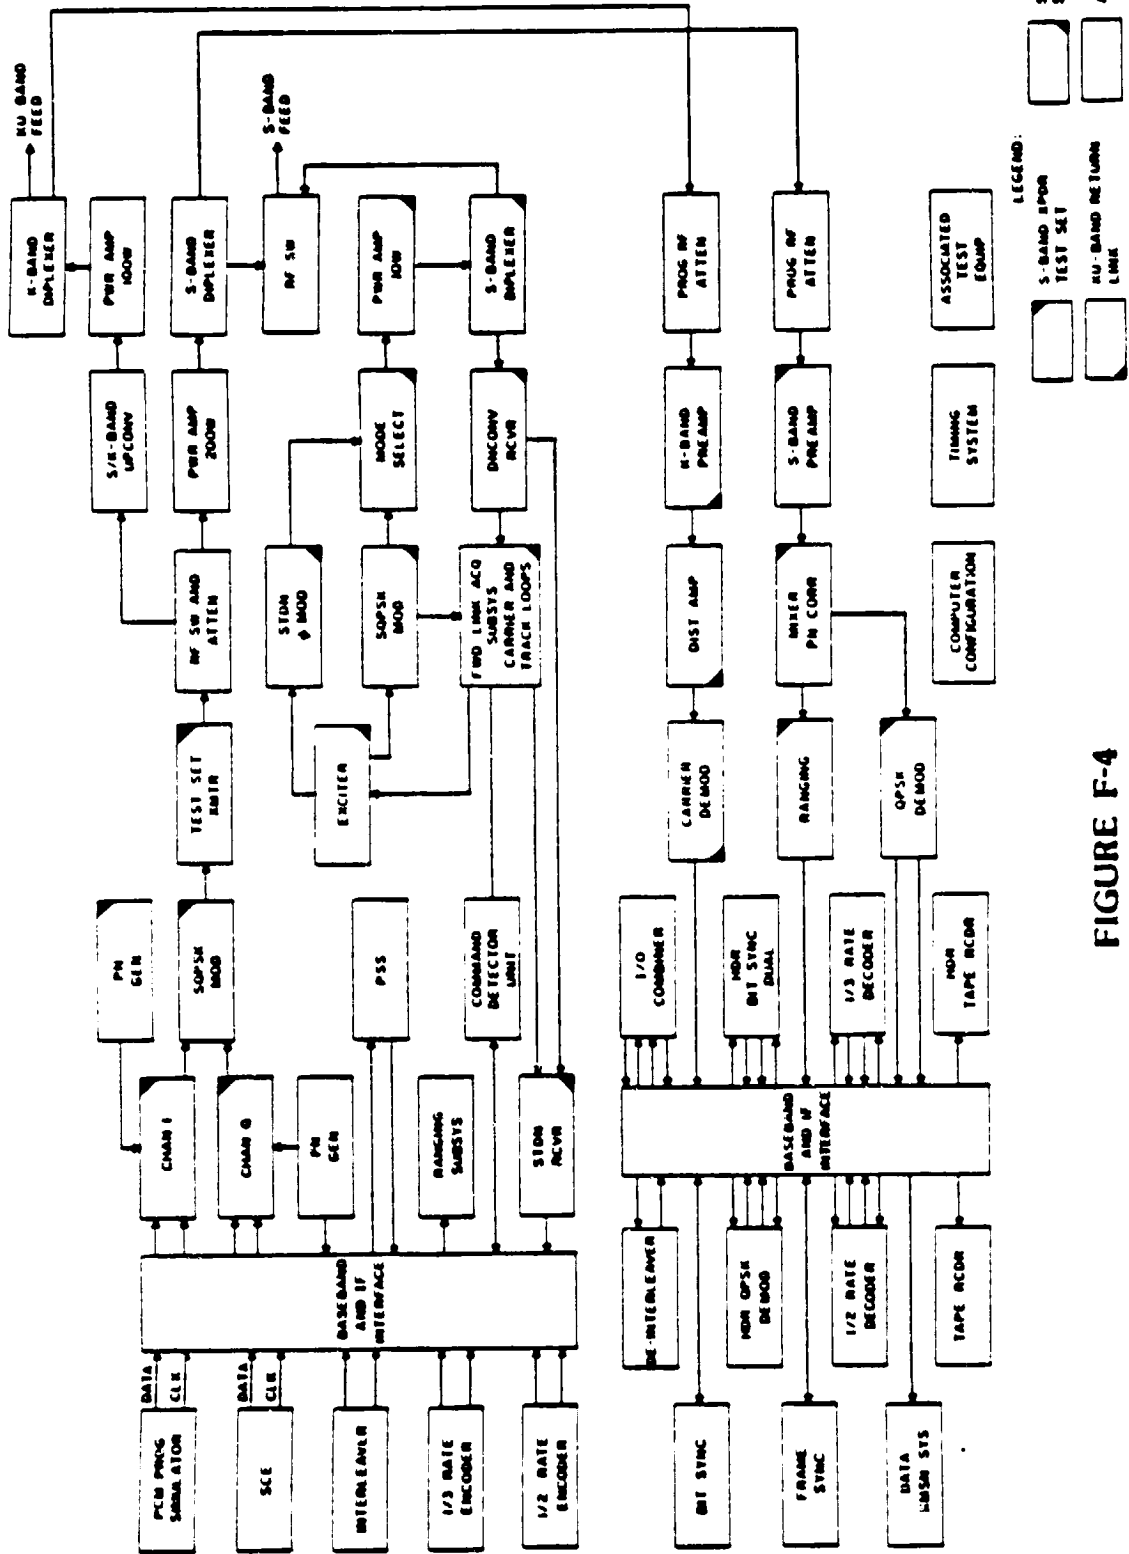 PCM PROG
SIMULATOR
DATA
CLK
SCE
DATA
CLK
INTERLEAVER
1/3 RATE
ENCODER
1/2 RATE
ENCODER
BASEBAND
AND IF
INTERFACE
CHAN I
CHAN Q
PN
GEN
RANGING
SUBSYS
STDN
RCVR
PN
GEN
SQPSK
MOD
PSS
COMMAND
DETECTOR
UNIT
TEST SET
XMTR
EXCITER
RF SW AND
ATTEN
STDN
φ MOD
SQPSK
MOD
FWD LINK ACQ
SUBSYS
CARRIER AND
TRACK LOOPS
S/K-BAND
UPCONV
PWR AMP
200W
MODE
SELECT
DNCONV
RCVR
K-BAND
DIPLEXER
PWR AMP
100W
S-BAND
DIPLEXER
RF SW
PWR AMP
10W
S-BAND
DIPLEXER
KU BAND
FEED
S-BAND
FEED
BIT SYNC
FRAME
SYNC
DATA
SYS
DE-INTERLEAVER
HDR QPSK
DEMOD
1/2 RATE
DECODER
TAPE RCDR
BASEBAND
AND IF
INTERFACE
I/O
COMBINER
HDR
BIT SYNC
DUAL
1/3 RATE
DECODER
HDR
TAPE RCDR
CARRIER
DEMOD
RANGING
QPSK
DEMOD
DIST AMP
MIXER
PN CORR
COMPUTER
CONFIGURATION
K-BAND
PREAMP
S-BAND
PREAMP
TIMING
SYSTEM
PROG RF
ATTEN
PROG RF
ATTEN
ASSOCIATED
TEST
EQUIP
LEGEND:
S-BAND XPDR
TEST SET
KU-BAND RETURN
LINK
FIGURE F-4